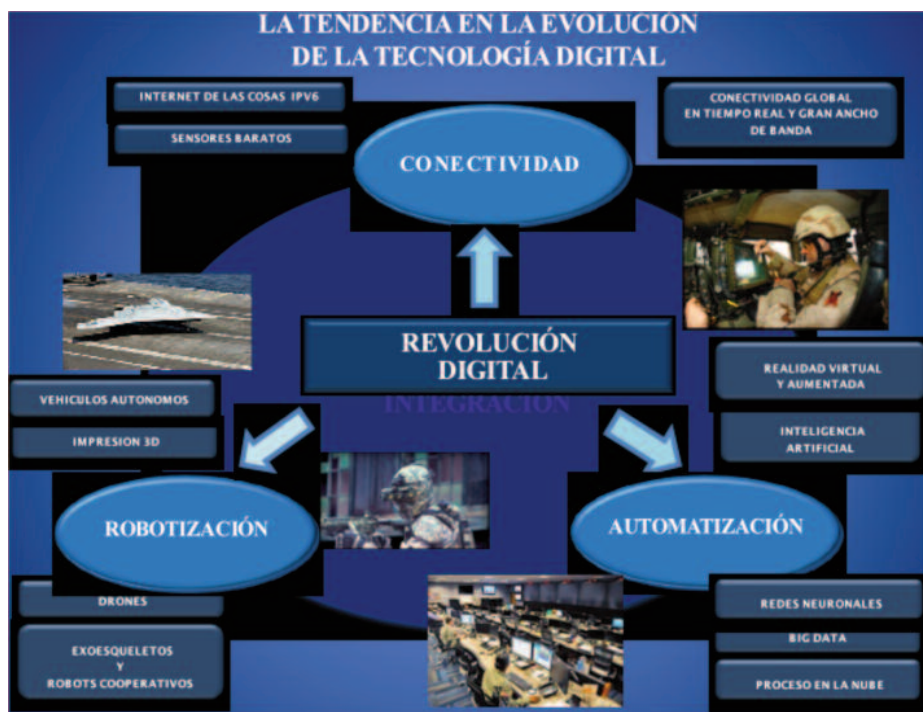 LA TENDENCIA EN LA EVOLUCIÓN
DE LA TECNOLOGÍA DIGITAL
INTERNET DE LAS COSAS IPV6
SENSORES BARATOS
CONECTIVIDAD
CONECTIVIDAD GLOBAL
EN TIEMPO REAL Y GRAN ANCHO
DE BANDA
REVOLUCIÓN
DIGITAL
INTEGRACIÓN
VEHICULOS AUTONOMOS
IMPRESION 3D
REALIDAD VIRTUAL
Y AUMENTADA
INTELIGENCIA
ARTIFICIAL
ROBOTIZACIÓN
AUTOMATIZACIÓN
DRONES
EXOESQUELETOS
Y
ROBOTS COOPERATIVOS
REDES NEURONALES
BIG DATA
PROCESO EN LA NUBE